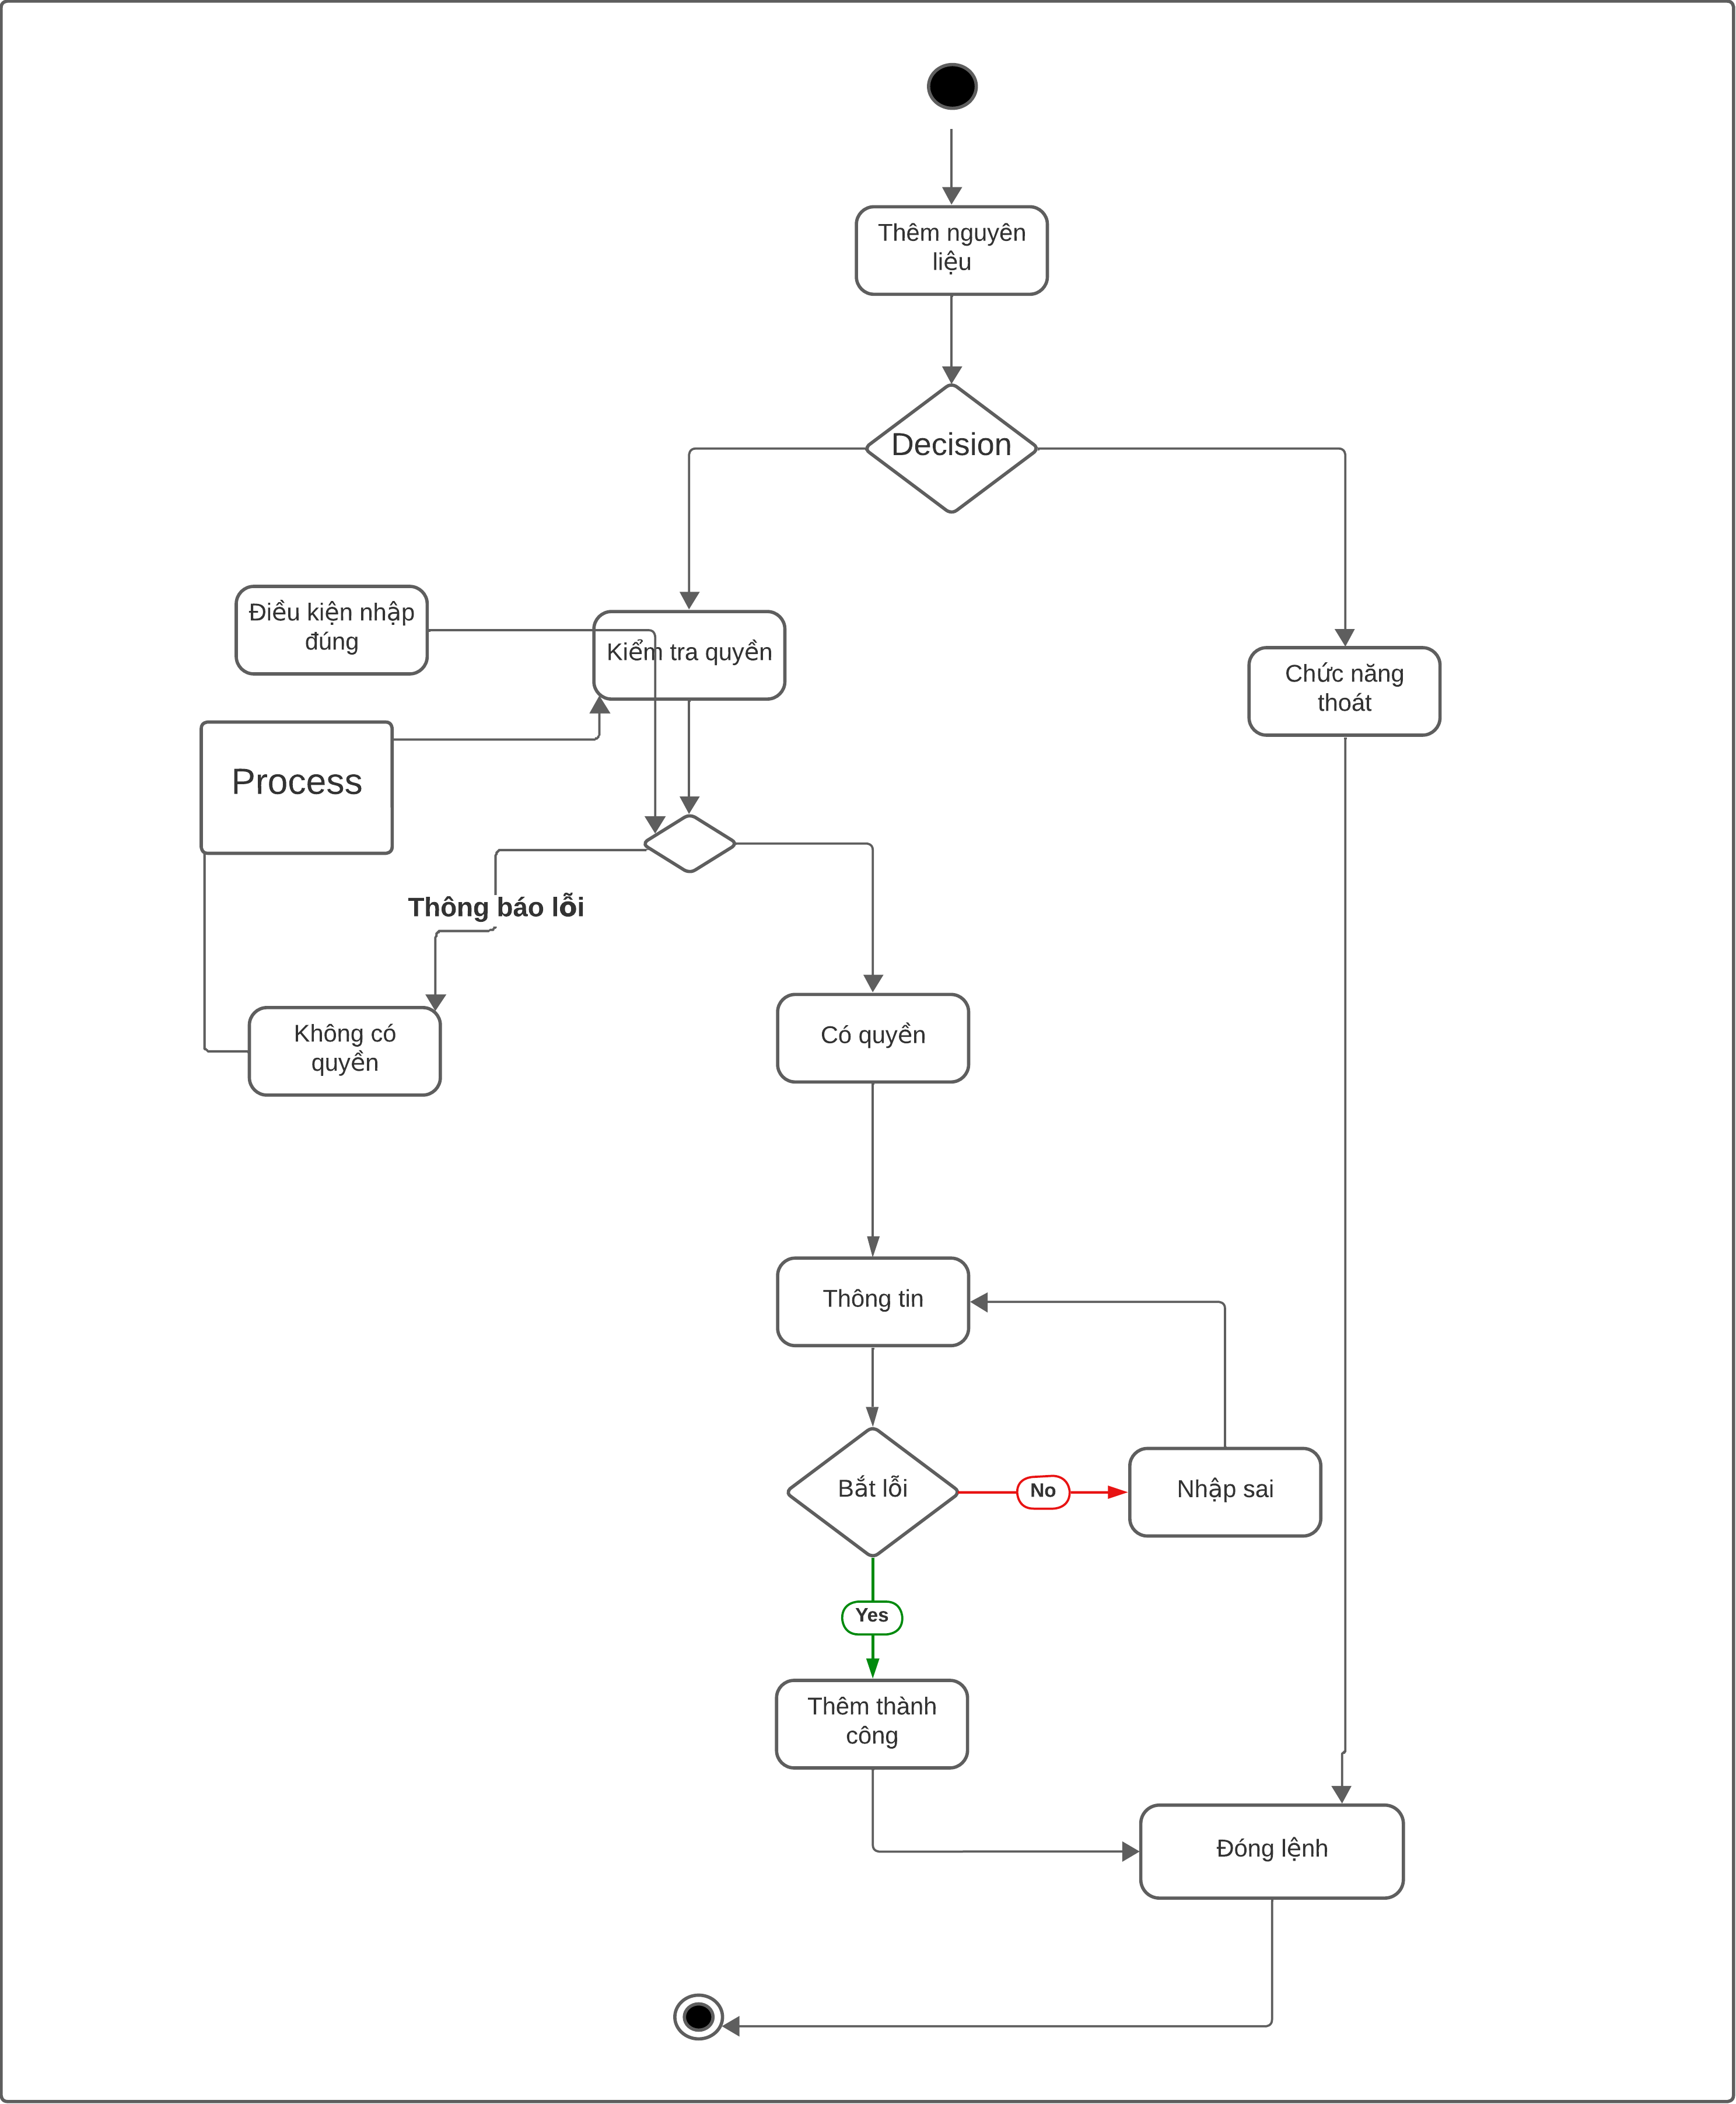 Thêm nguyên
liệu
Decision
Điều kiện nhập
đúng
Kiểm tra quyền
Chức năng
thoát
Process
Thông báo lỗi
Không có
quyền
Có quyền
Thông tin
Bắt lỗi
No
Nhập sai
Yes
Thêm thành
công
Đóng lệnh